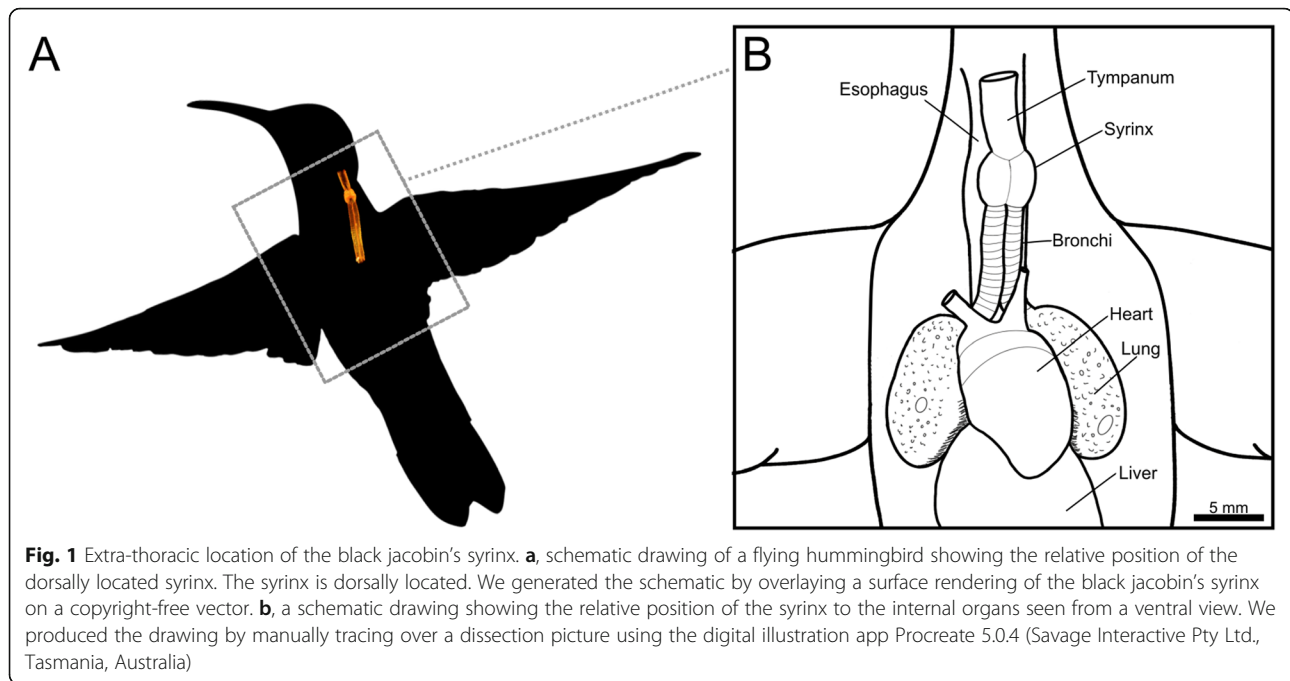 A
B
Esophagus
Tympanum
Syrinx
Bronchi
Heart
Lung
Liver
5 mm
Fig. 1 Extra-thoracic location of the black jacobin's syrinx. a, schematic drawing of a flying hummingbird showing the relative position of the
dorsally located syrinx. The syrinx is dorsally located. We generated the schematic by overlaying a surface rendering of the black jacobin's syrinx
on a copyright-free vector. b, a schematic drawing showing the relative position of the syrinx to the internal organs seen from a ventral view. We
produced the drawing by manually tracing over a dissection picture using the digital illustration app Procreate 5.0.4 (Savage Interactive Pty Ltd.,
Tasmania, Australia)